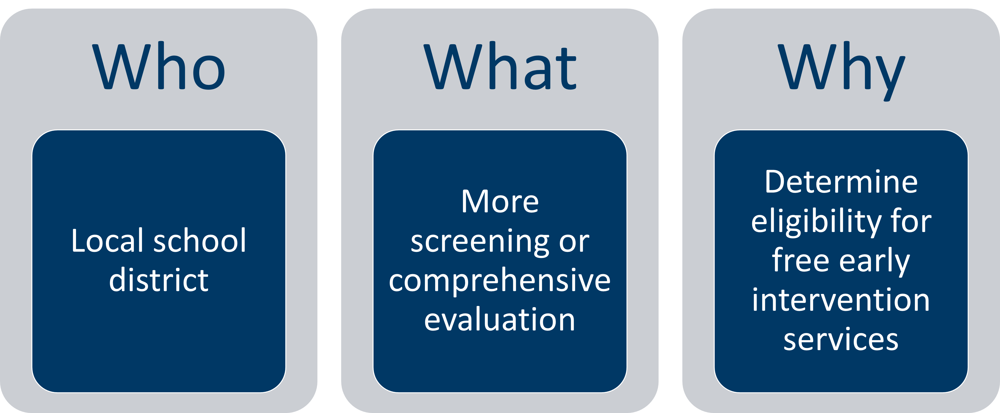 Who
Local school
district
What
More
screening or
comprehensive
evaluation
Why
Determine
eligibility for
free early
intervention
services